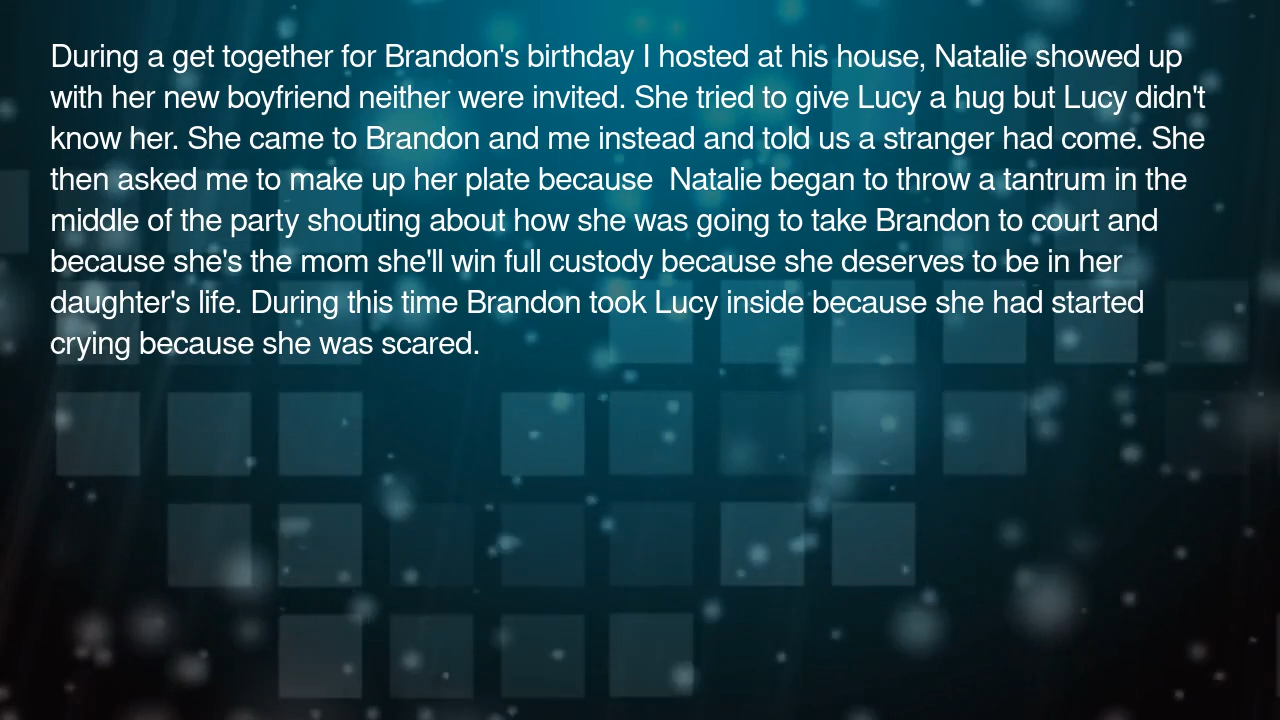 During a get together for Brandon's birthday I hosted at his house, Natalie showed up
with her new boyfriend neither were invited. She tried to give Lucy a hug but Lucy didn't
know her. She came to Brandon and me instead and told us a stranger had come. She
then asked me to make up her plate because  Natalie began to throw a tantrum in the
middle of the party shouting about how she was going to take Brandon to court and
because she's the mom she'll win full custody because she deserves to be in her
daughter's life. During this time Brandon took Lucy inside because she had started
crying because she was scared.